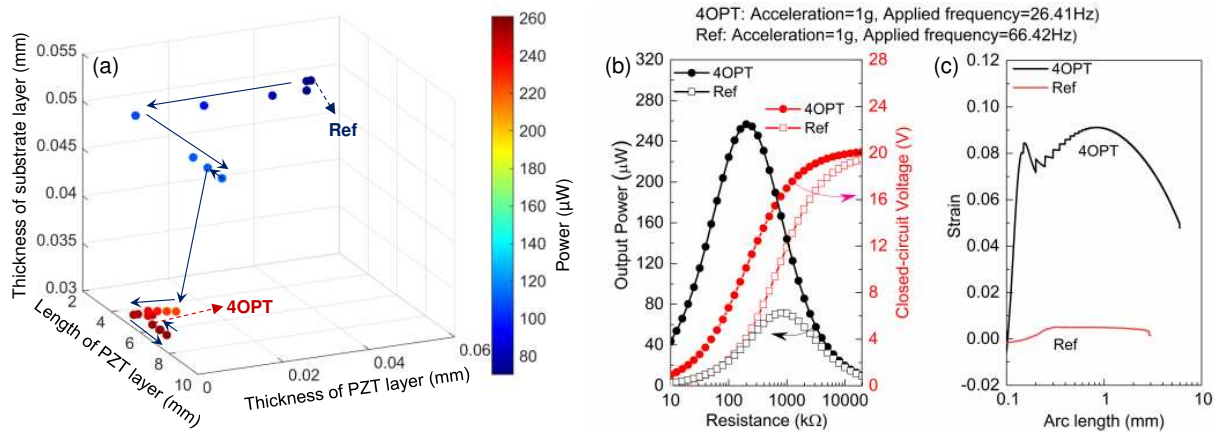 4OPT: Acceleration=1g, Applied frequency=26.41Hz)
Ref: Acceleration=1g, Applied frequency=66.42Hz)
(a)
Thickness of substrate layer (mm)
0.055
0.05
0.045
0.04
0.035
0.03
Ref
4OPT
2
4
6
8
10
Length of PZT layer (mm)
0
0.02
0.04
0.06
Thickness of PZT layer (mm)
260
240
220
200
180
160
140
120
100
80
Power (µW)
(b)
320
280
240
200
160
120
80
40
0
Output Power (µW)
4OPT
Ref
4OPT
Ref
28
24
20
16
12
8
4
0
Closed-circuit Voltage (V)
10
100
1000
10000
Resistance (kΩ)
(c)
0.12
0.10
0.08
0.06
0.04
0.02
0.00
-0.02
Strain
4OPT
Ref
4OPT
Ref
0.1
1
10
Arc length (mm)